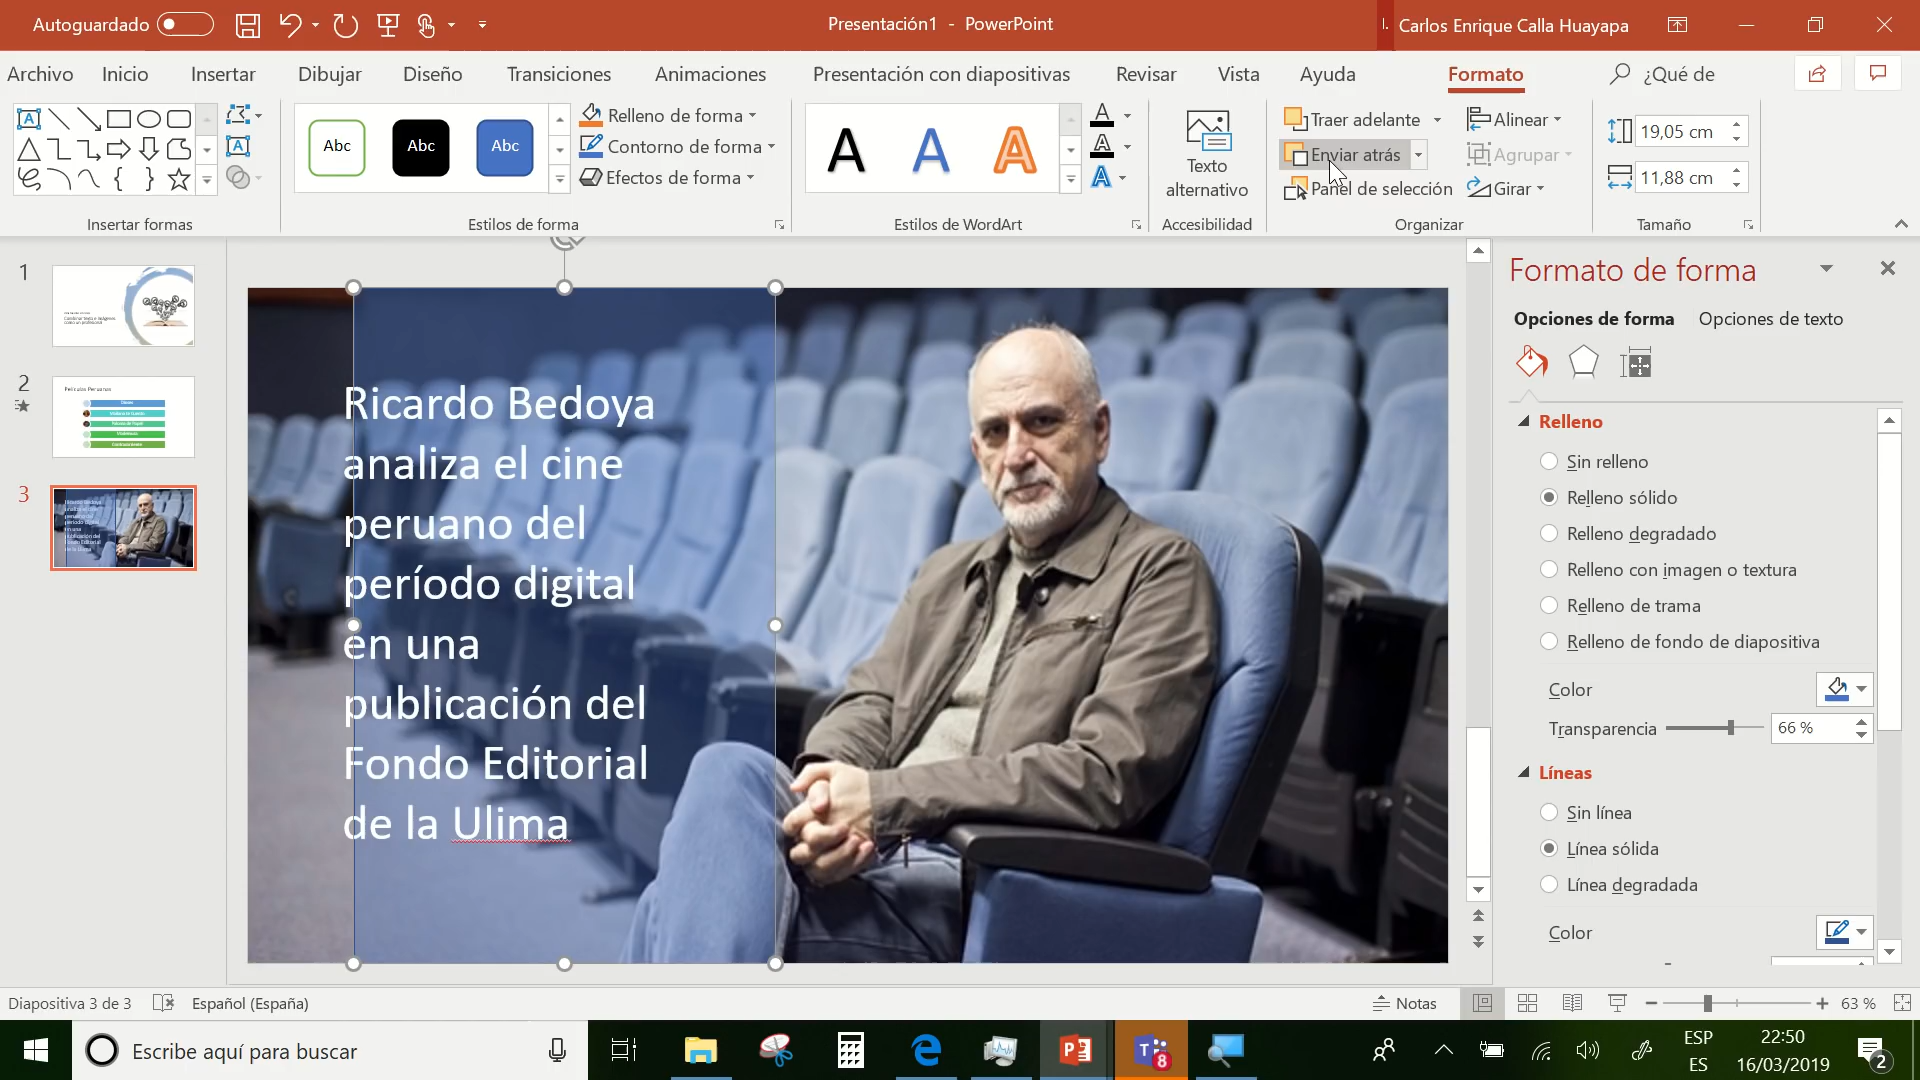 Autoguardado
Presentación1 - PowerPoint
Carlos Enrique Calla Huayapa
Archivo Inicio Insertar Dibujar Diseño Transiciones Animaciones Presentación con diapositivas Revisar Vista Ayuda Formato ¿Qué de
Abc Abc Abc
Relleno de forma
Contorno de forma
Efectos de forma
A A A
Texto
alternativo
Traer adelante
Enviar atrás
Panel de selección
Alinear
Agrupar
Girar
19,05 cm
11,88 cm
Insertar formas
Estilos de forma
Estilos de WordArt
Accesibilidad
Organizar
Tamaño
1
2
Películas Peruanas
3
Ricardo Bedoya
analiza el cine
peruano del
período digital
en una
publicación del
Fondo Editorial
de la Ulima
Formato de forma
Opciones de forma Opciones de texto
Relleno
Sin relleno
Relleno sólido
Relleno degradado
Relleno con imagen o textura
Relleno de trama
Relleno de fondo de diapositiva
Color
Transparencia 66 %
Líneas
Sin línea
Línea sólida
Línea degradada
Color
Diapositiva 3 de 3 Español (España) Notas 63 %
Escribe aquí para buscar
8
ESP
ES
22:50
16/03/2019
2